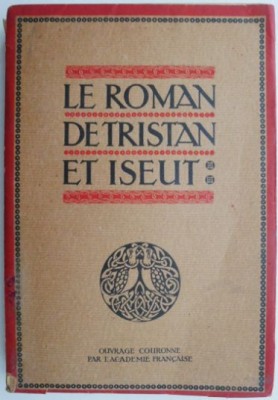 LE ROMAN
DE TRISTAN
ET ISEUT
OUVRAGE COURONNÉ
PAR L'ACADÉMIE FRANÇAISE